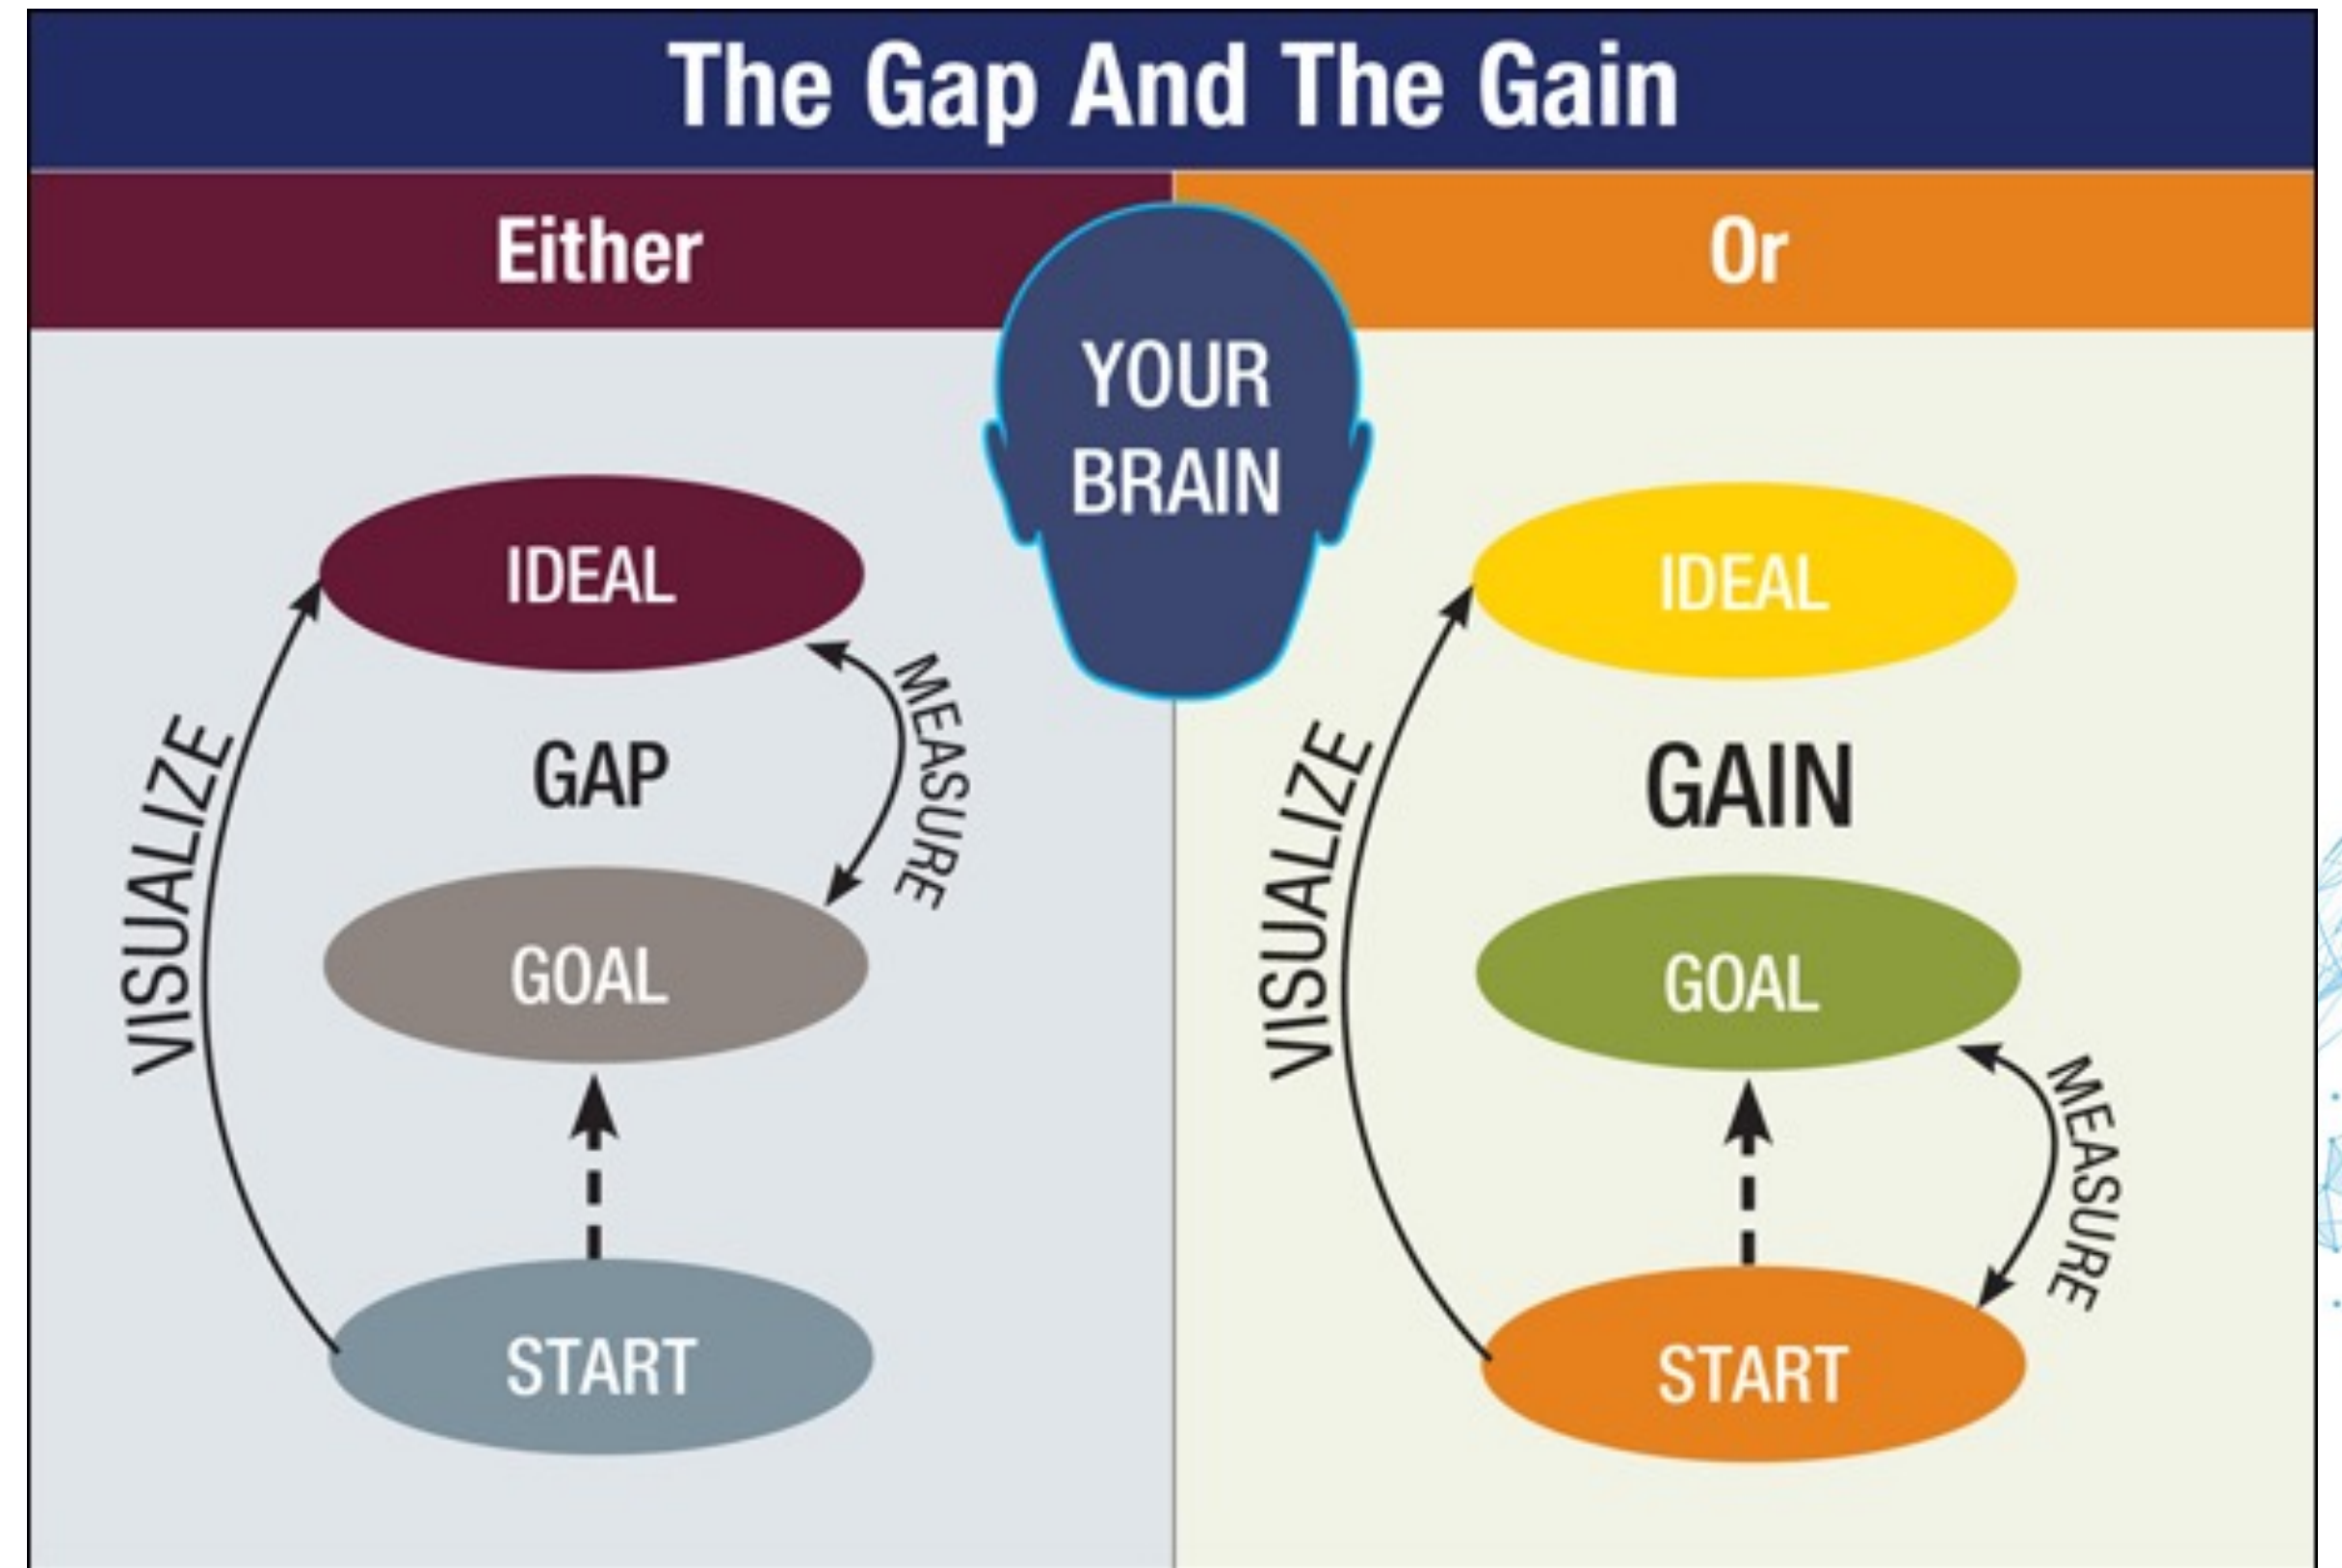 The Gap And The Gain
Either
Or
YOUR
BRAIN
IDEAL
GAP
GOAL
START
VISUALIZE
MEASURE
IDEAL
GAIN
GOAL
START
VISUALIZE
MEASURE